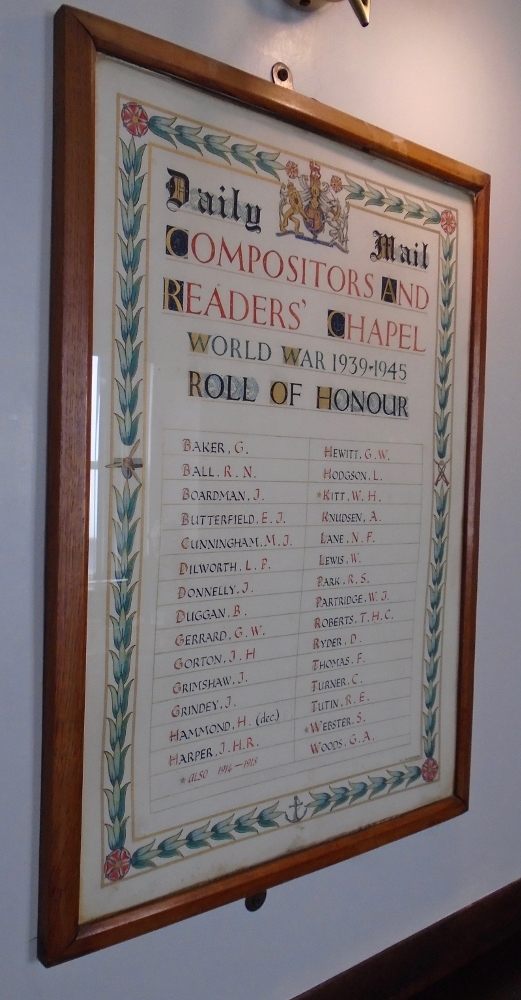 Daily Mail
COMPOSITORS AND
READERS' CHAPEL
WORLD WAR 1939-1945
ROLL OF HONOUR
BAKER, G.
BALL, R. N.
BOARDMAN, J.
BUTTERFIELD, E. J.
CUNNINGHAM, M. J.
DILWORTH, L. P.
DONNELLY, J.
DUGGAN, B.
GERRARD, G. W.
GORTON, J. H
GRIMSHAW, J.
GRINDEY, J.
HAMMOND, H. (dec.)
HARPER, J. H. R.
* ALSO 1914-1918
HEWITT, G. W.
HODGSON, L.
*KITT, W. H.
KNUDSEN, A.
LANE, N. F.
LEWIS, W.
PARK, R. S.
PARTRIDGE, W. J.
ROBERTS, T. H. C.
RYDER, D.
THOMAS, F.
TURNER, C.
TUTIN, R. E.
*WEBSTER, S.
WOODS, G. A.